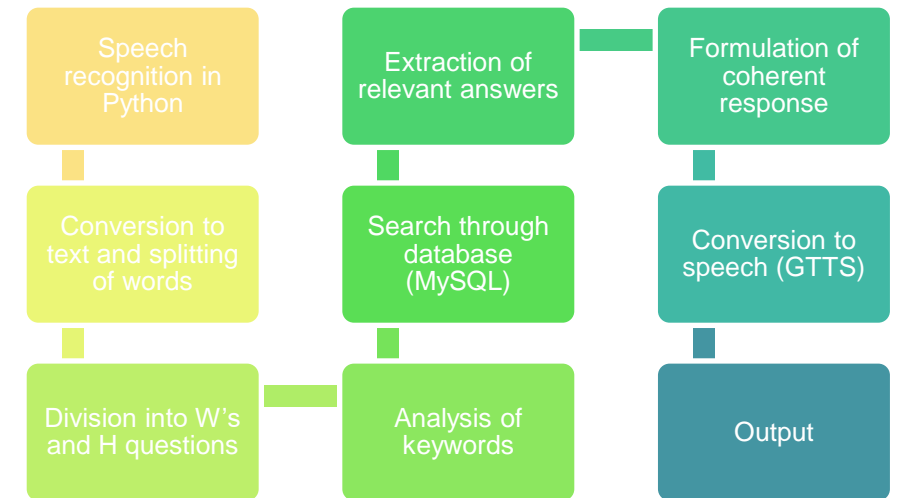 Speech
recognition in
Python
Conversion to
text and splitting
of words
Division into W’s
and H questions
Analysis of
keywords
Search through
database
(MySQL)
Extraction of
relevant answers
Formulation of
coherent
response
Conversion to
speech (GTTS)
Output